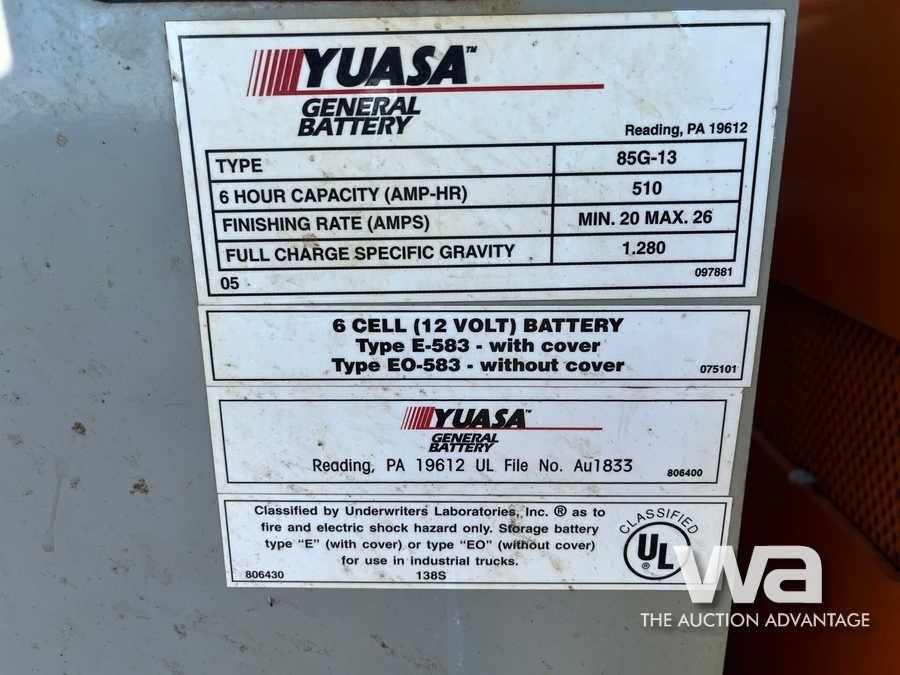 YUASA™
GENERAL
BATTERY
Reading, PA 19612
TYPE 85G-13
6 HOUR CAPACITY (AMP-HR) 510
FINISHING RATE (AMPS) MIN. 20 MAX. 26
FULL CHARGE SPECIFIC GRAVITY 1.280
05 097881
6 CELL (12 VOLT) BATTERY
Type E-583 - with cover
Type EO-583 - without cover
075101
YUASA™
GENERAL
BATTERY
Reading, PA 19612 UL File No. Au1833
806400
Classified by Underwriters Laboratories, Inc. ® as to
fire and electric shock hazard only. Storage battery
type "E" (with cover) or type "EO" (without cover)
for use in industrial trucks.
806430 138S
CLASSIFIED
UL®
wa
THE AUCTION ADVANTAGE